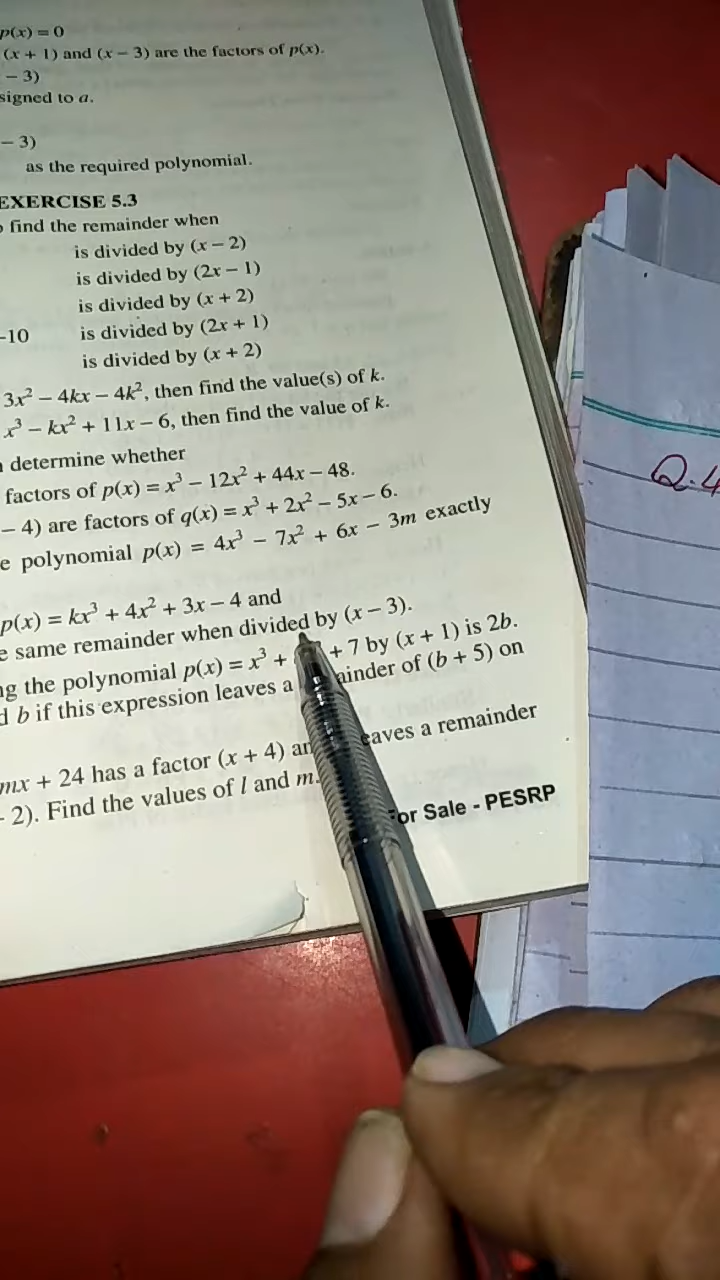 p(x) = 0
(x + 1) and (x – 3) are the factors of p(x).
– 3)
signed to a.
– 3)
as the required polynomial.
EXERCISE 5.3
find the remainder when
is divided by (x – 2)
is divided by (2x – 1)
is divided by (x + 2)
–10 is divided by (2x + 1)
is divided by (x + 2)
3x² – 4kx – 4k², then find the value(s) of k.
x³ – kx² + 11x – 6, then find the value of k.
determine whether
factors of p(x) = x³ – 12x² + 44x – 48.
– 4) are factors of q(x) = x³ + 2x² – 5x – 6.
e polynomial p(x) = 4x³ – 7x² + 6x – 3m exactly
p(x) = kx³ + 4x² + 3x – 4 and
e same remainder when divided by (x – 3).
ng the polynomial p(x) = x³ + + 7 by (x + 1) is 2b.
d b if this expression leaves a ainder of (b + 5) on
mx + 24 has a factor (x + 4) an eaves a remainder
- 2). Find the values of l and m.
or Sale - PESRP
Q.4